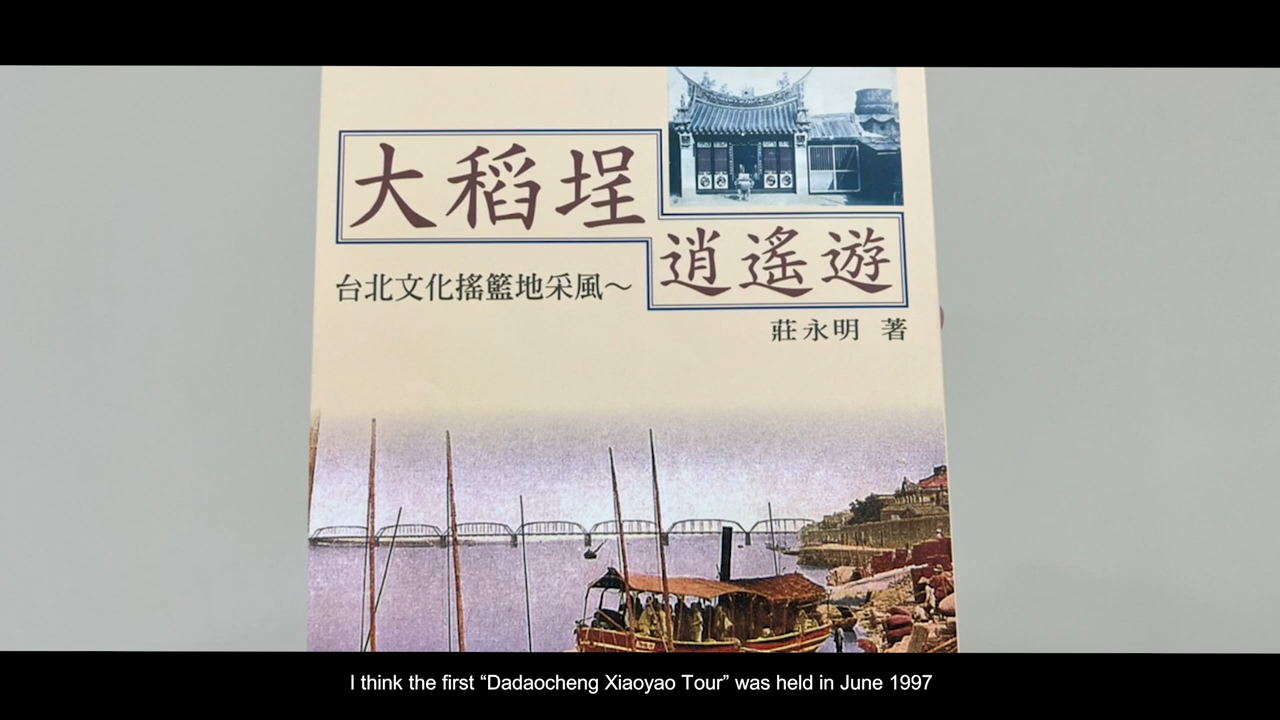 大稻埕
逍遙遊
台北文化搖籃地采風～
莊永明 著
I think the first “Dadaocheng Xiaoyao Tour” was held in June 1997